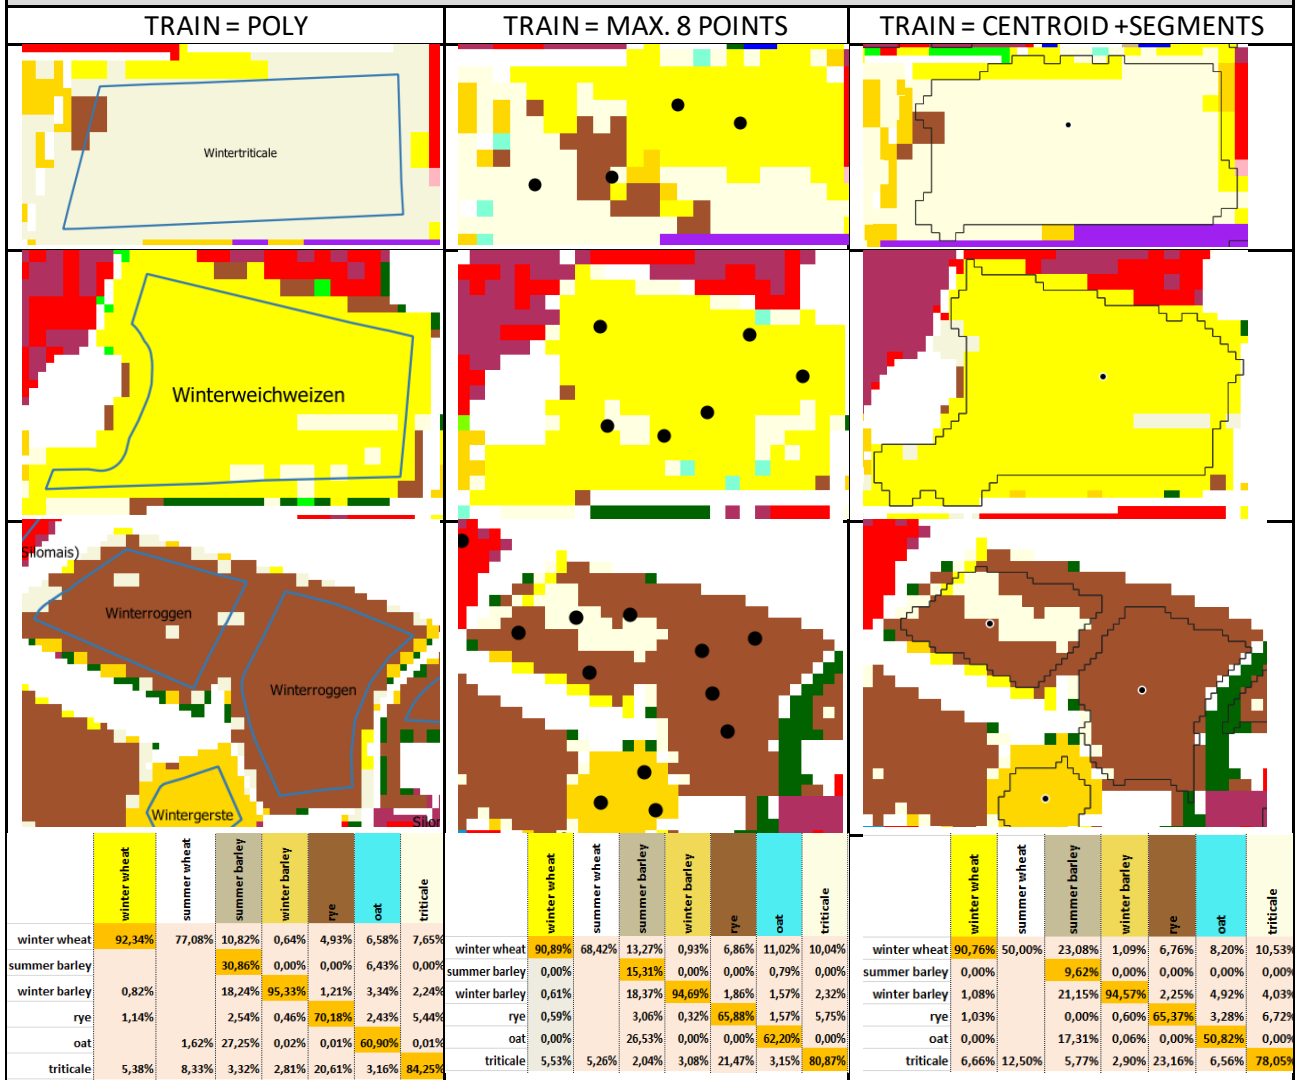 TRAIN = POLY
TRAIN = MAX. 8 POINTS
TRAIN = CENTROID +SEGMENTS
Wintertriticale
Winterweichweizen
Silomais)
Winterroggen
Winterroggen
Wintergerste
Silor
winter wheat summer wheat summer barley winter barley rye oat triticale
winter wheat 92,34% 77,08% 10,82% 0,64% 4,93% 6,58% 7,65%
summer barley 30,86% 0,00% 0,00% 6,43% 0,00%
winter barley 0,82% 18,24% 95,33% 1,21% 3,34% 2,24%
rye 1,14% 2,54% 0,46% 70,18% 2,43% 5,44%
oat 1,62% 27,25% 0,02% 0,01% 60,90% 0,01%
triticale 5,38% 8,33% 3,32% 2,81% 20,61% 3,16% 84,25%
winter wheat summer wheat summer barley winter barley rye oat triticale
winter wheat 90,89% 68,42% 13,27% 0,93% 6,86% 11,02% 10,04%
summer barley 0,00% 15,31% 0,00% 0,00% 0,79% 0,00%
winter barley 0,61% 18,37% 94,69% 1,86% 1,57% 2,32%
rye 0,59% 3,06% 0,32% 65,88% 1,57% 5,75%
oat 0,00% 26,53% 0,00% 0,00% 62,20% 0,00%
triticale 5,53% 5,26% 2,04% 3,08% 21,47% 3,15% 80,87%
winter wheat summer wheat summer barley winter barley rye oat triticale
winter wheat 90,76% 50,00% 23,08% 1,09% 6,76% 8,20% 10,53%
summer barley 0,00% 9,62% 0,00% 0,00% 0,00% 0,00%
winter barley 1,08% 21,15% 94,57% 2,25% 4,92% 4,03%
rye 1,03% 0,00% 0,60% 65,37% 3,28% 6,72%
oat 0,00% 17,31% 0,06% 0,00% 50,82% 0,00%
triticale 6,66% 12,50% 5,77% 2,90% 23,16% 6,56% 78,05%